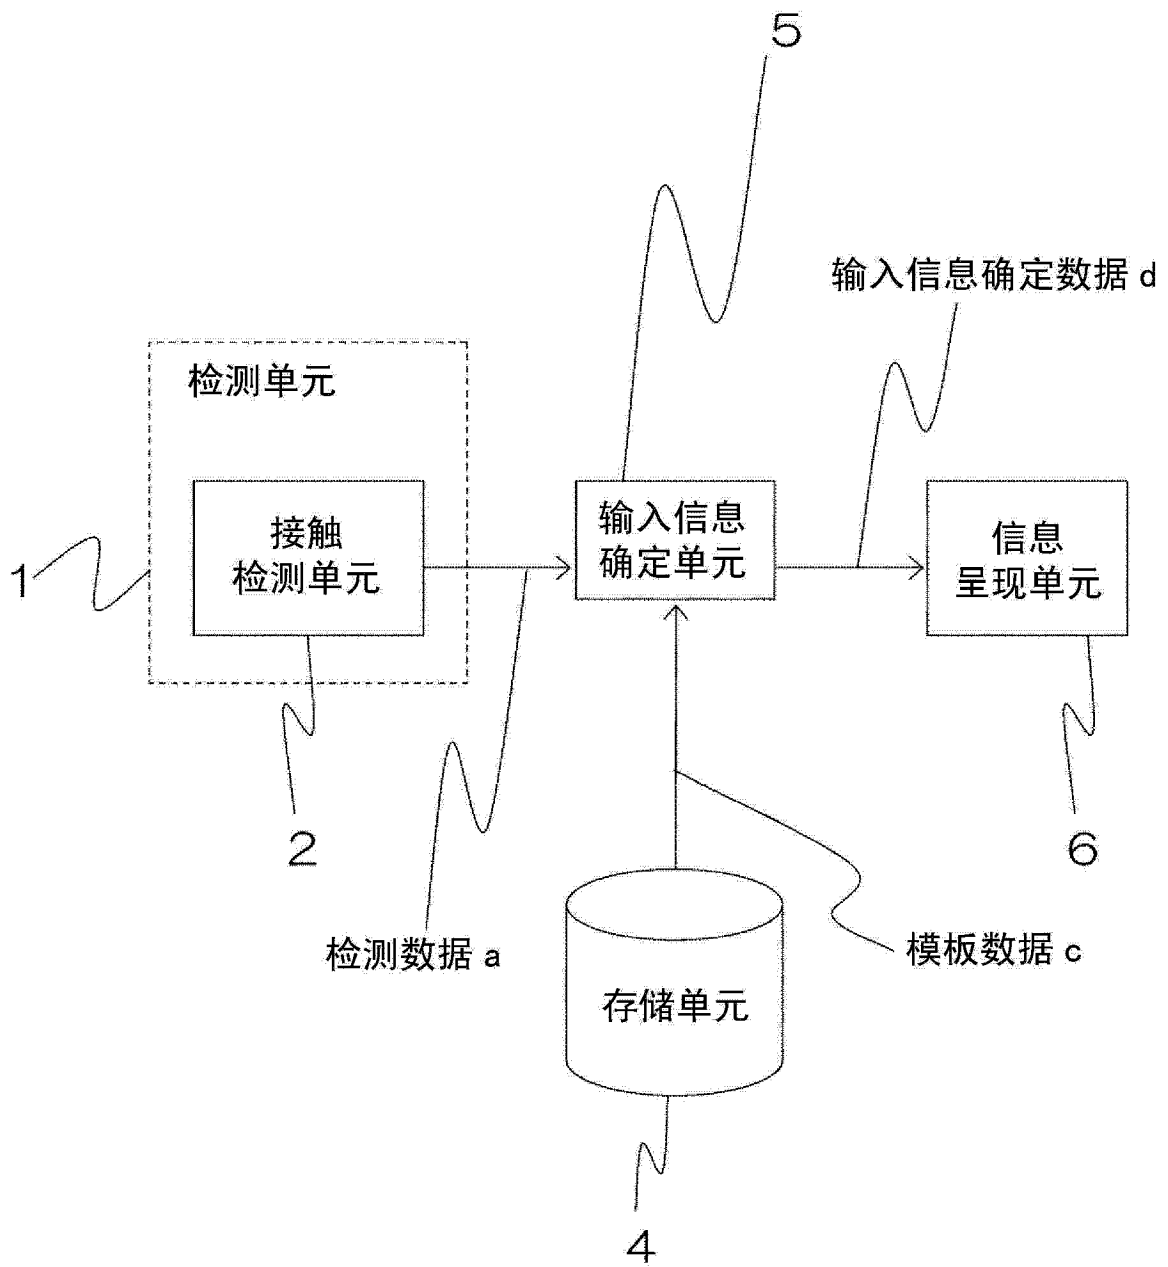 5
输入信息确定数据 d
检测单元
接触
检测单元
输入信息
确定单元
信息
呈现单元
1
2
6
检测数据 a
模板数据 c
存储单元
4